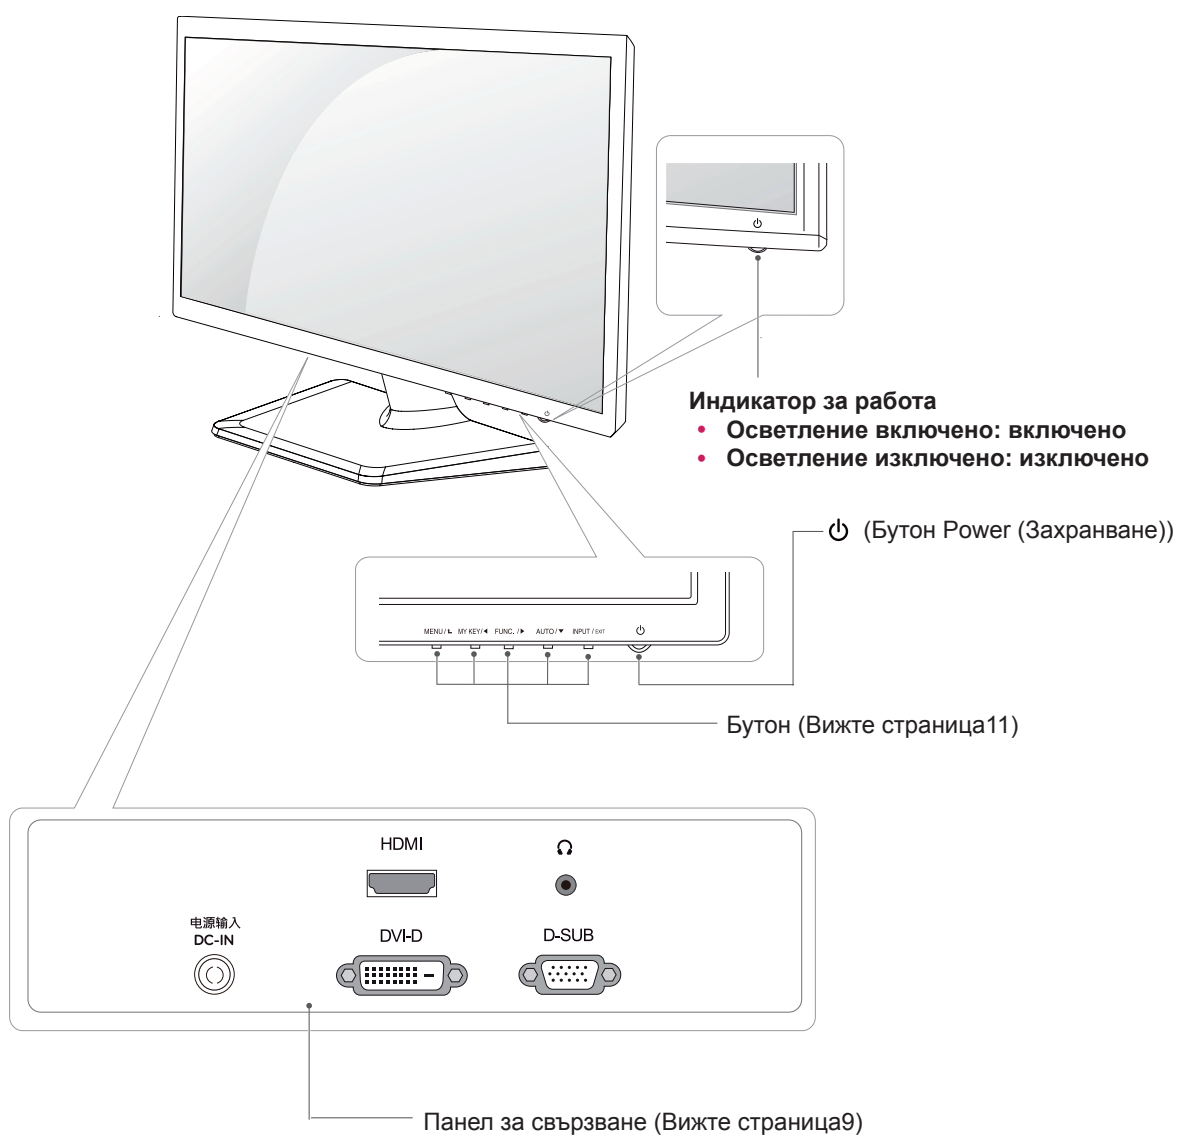 Индикатор за работа
• Осветление включено: включено
• Осветление изключено: изключено
(Бутон Power (Захранване))
MENU / MY KEY/◀ FUNC. /▶ AUTO/▼ INPUT / EXIT
Бутон (Вижте страница11)
HDMI
电源输入
DC-IN
DVI-D
D-SUB
Панел за свързване (Вижте страница9)